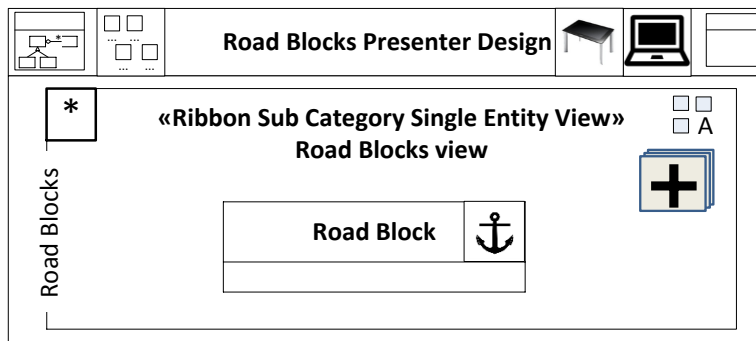 *
... ...
... ...
Road Blocks Presenter Design
*
«Ribbon Sub Category Single Entity View»
Road Blocks view
A
Road Blocks
Road Block